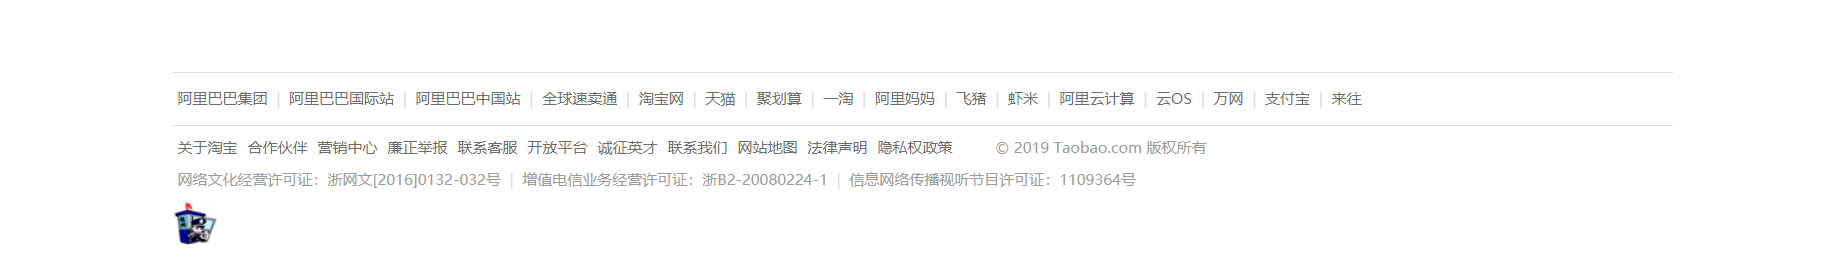 阿里巴巴集团 | 阿里巴巴国际站 | 阿里巴巴中国站 | 全球速卖通 | 淘宝网 | 天猫 | 聚划算 | 一淘 | 阿里妈妈 | 飞猪 | 虾米 | 阿里云计算 | 云OS | 万网 | 支付宝 | 来往
关于淘宝 合作伙伴 营销中心 廉正举报 联系客服 开放平台 诚征英才 联系我们 网站地图 法律声明 隐私权政策 © 2019 Taobao.com 版权所有
网络文化经营许可证：浙网文[2016]0132-032号 | 增值电信业务经营许可证：浙B2-20080224-1 | 信息网络传播视听节目许可证：1109364号